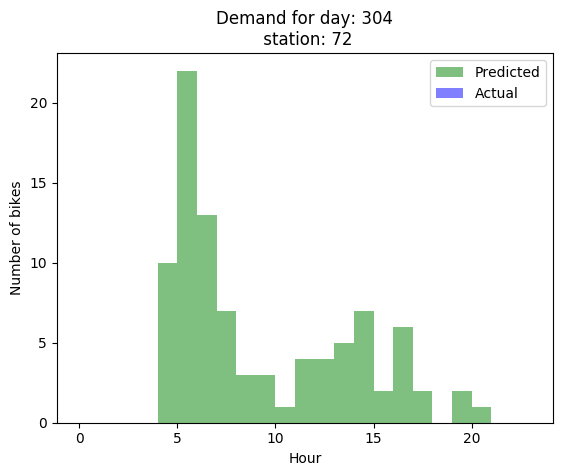 Demand for day: 304
station: 72
Predicted
Actual
Number of bikes
20
15
10
5
0
0
5
10
15
20
Hour